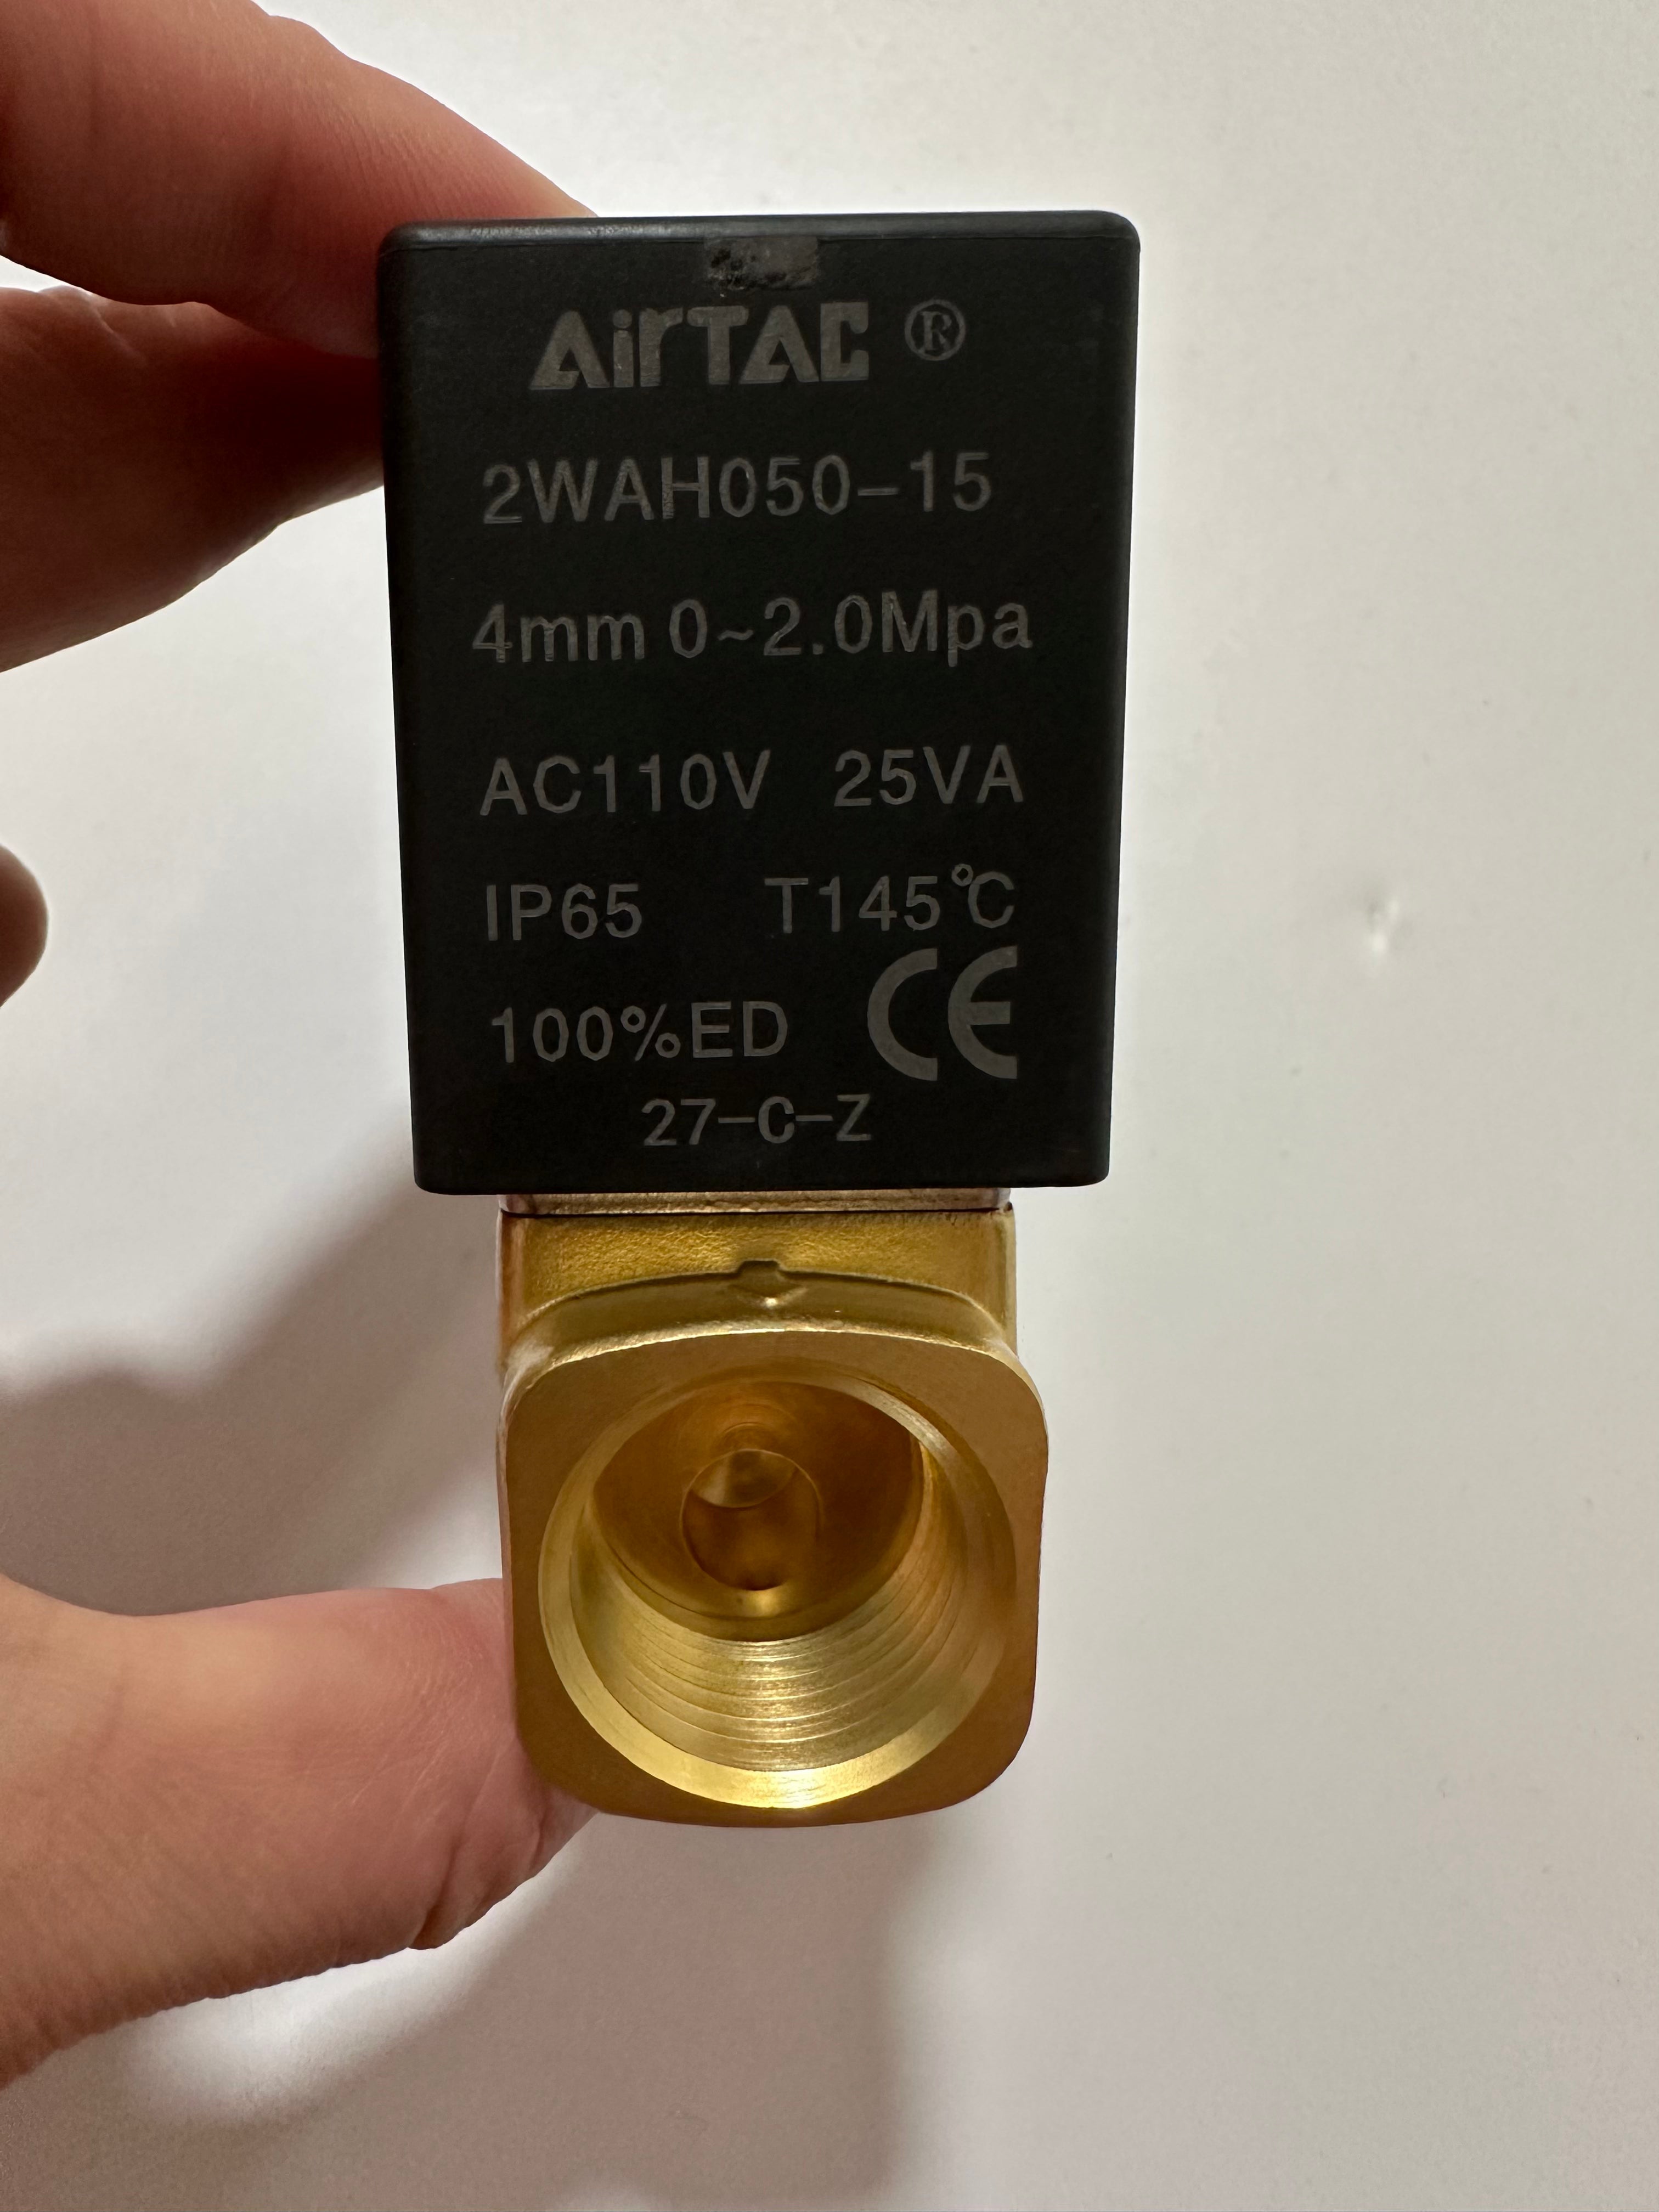 AirTAC ®
2WAH050-15
4mm 0~2.0Mpa
AC110V 25VA
IP65 T145℃
100%ED CE
27-C-Z